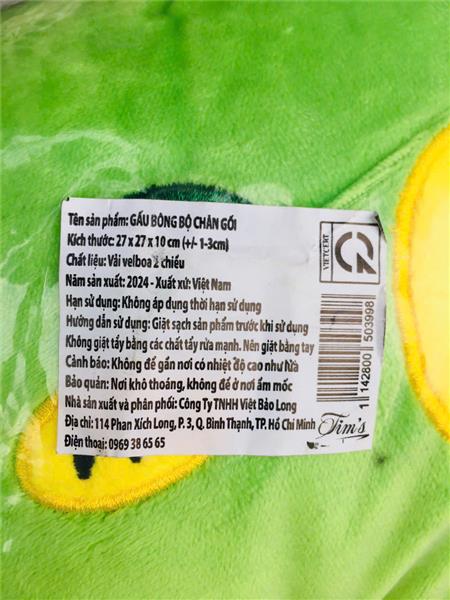 Tên sản phẩm: GẤU BÔNG BỘ CHĂN GỐI
Kích thước: 27 x 27 x 10 cm (+/- 1-3cm)
Chất liệu: Vải velboa 2 chiều
Năm sản xuất: 2024 - Xuất xứ: Việt Nam
Hạn sử dụng: Không áp dụng thời hạn sử dụng
Hướng dẫn sử dụng: Giặt sạch sản phẩm trước khi sử dụng
Không giặt tẩy bằng các chất tẩy rửa mạnh. Nên giặt bằng tay
Cảnh báo: Không để gần nơi có nhiệt độ cao như lửa
Bảo quản: Nơi khô thoáng, không để ở nơi ẩm mốc
Nhà sản xuất và phân phối: Công Ty TNHH Việt Bảo Long
Địa chỉ: 114 Phan Xích Long, P. 3, Q. Bình Thạnh, TP. Hồ Chí Minh
Điện thoại: 0969 38 65 65
VIETCERT
1 142800 503998
Tim's